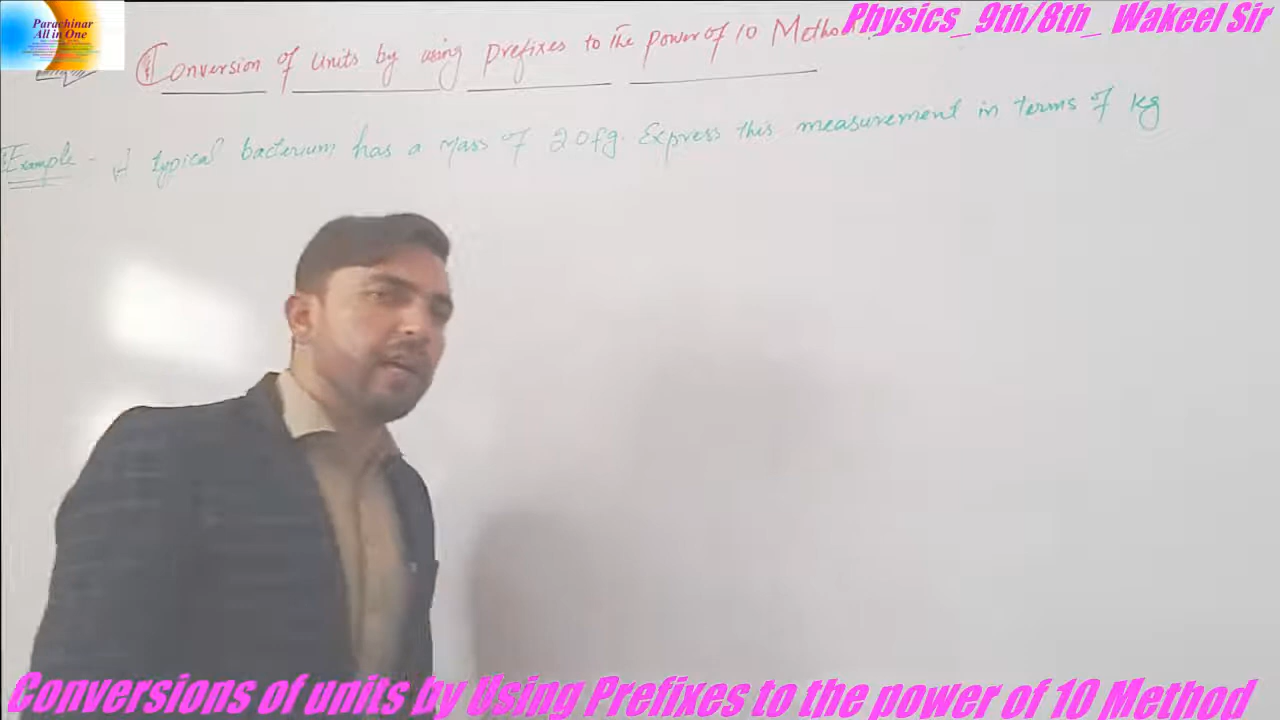 Parachinar
All in One
Physics_9th/8th_ Wakeel Sir
Conversion of units by using prefixes to the power of 10 Method
Example - A typical bacterium has a mass of 20fg. Express this measurement in terms of kg
Conversions of units by Using Prefixes to the power of 10 Method